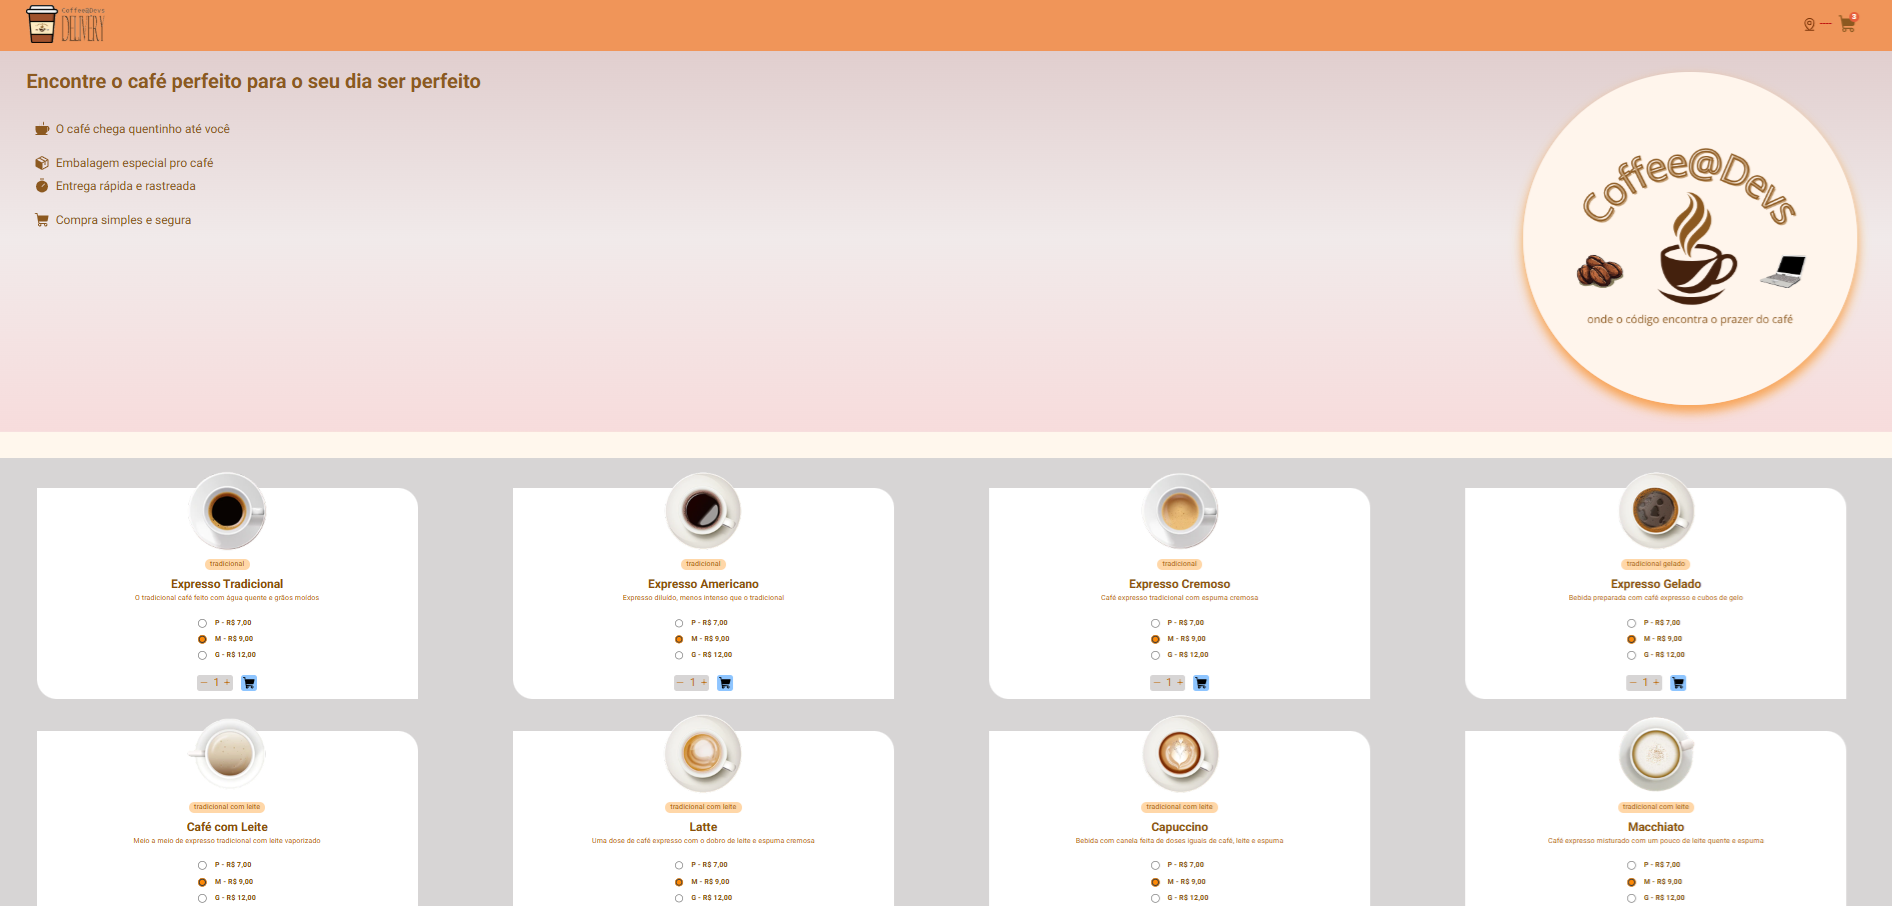 Coffee@Devs
DELIVERY
3
Encontre o café perfeito para o seu dia ser perfeito
O café chega quentinho até você
Embalagem especial pro café
Entrega rápida e rastreada
Compra simples e segura
Coffee@Devs
onde o código encontra o prazer do café
tradicional
Expresso Tradicional
O tradicional café feito com água quente e grãos moídos
P - R$ 7,00
M - R$ 9,00
G - R$ 12,00
− 1 +
tradicional
Expresso Americano
Expresso diluído, menos intenso que o tradicional
P - R$ 7,00
M - R$ 9,00
G - R$ 12,00
− 1 +
tradicional
Expresso Cremoso
Café expresso tradicional com espuma cremosa
P - R$ 7,00
M - R$ 9,00
G - R$ 12,00
− 1 +
tradicional gelado
Expresso Gelado
Bebida preparada com café expresso e cubos de gelo
P - R$ 7,00
M - R$ 9,00
G - R$ 12,00
− 1 +
tradicional com leite
Café com Leite
Meio a meio de expresso tradicional com leite vaporizado
P - R$ 7,00
M - R$ 9,00
G - R$ 12,00
tradicional com leite
Latte
Uma dose de café expresso com o dobro de leite e espuma cremosa
P - R$ 7,00
M - R$ 9,00
G - R$ 12,00
tradicional com leite
Capuccino
Bebida com canela feita de doses iguais de café, leite e espuma
P - R$ 7,00
M - R$ 9,00
G - R$ 12,00
tradicional com leite
Macchiato
Café expresso misturado com um pouco de leite quente e espuma
P - R$ 7,00
M - R$ 9,00
G - R$ 12,00